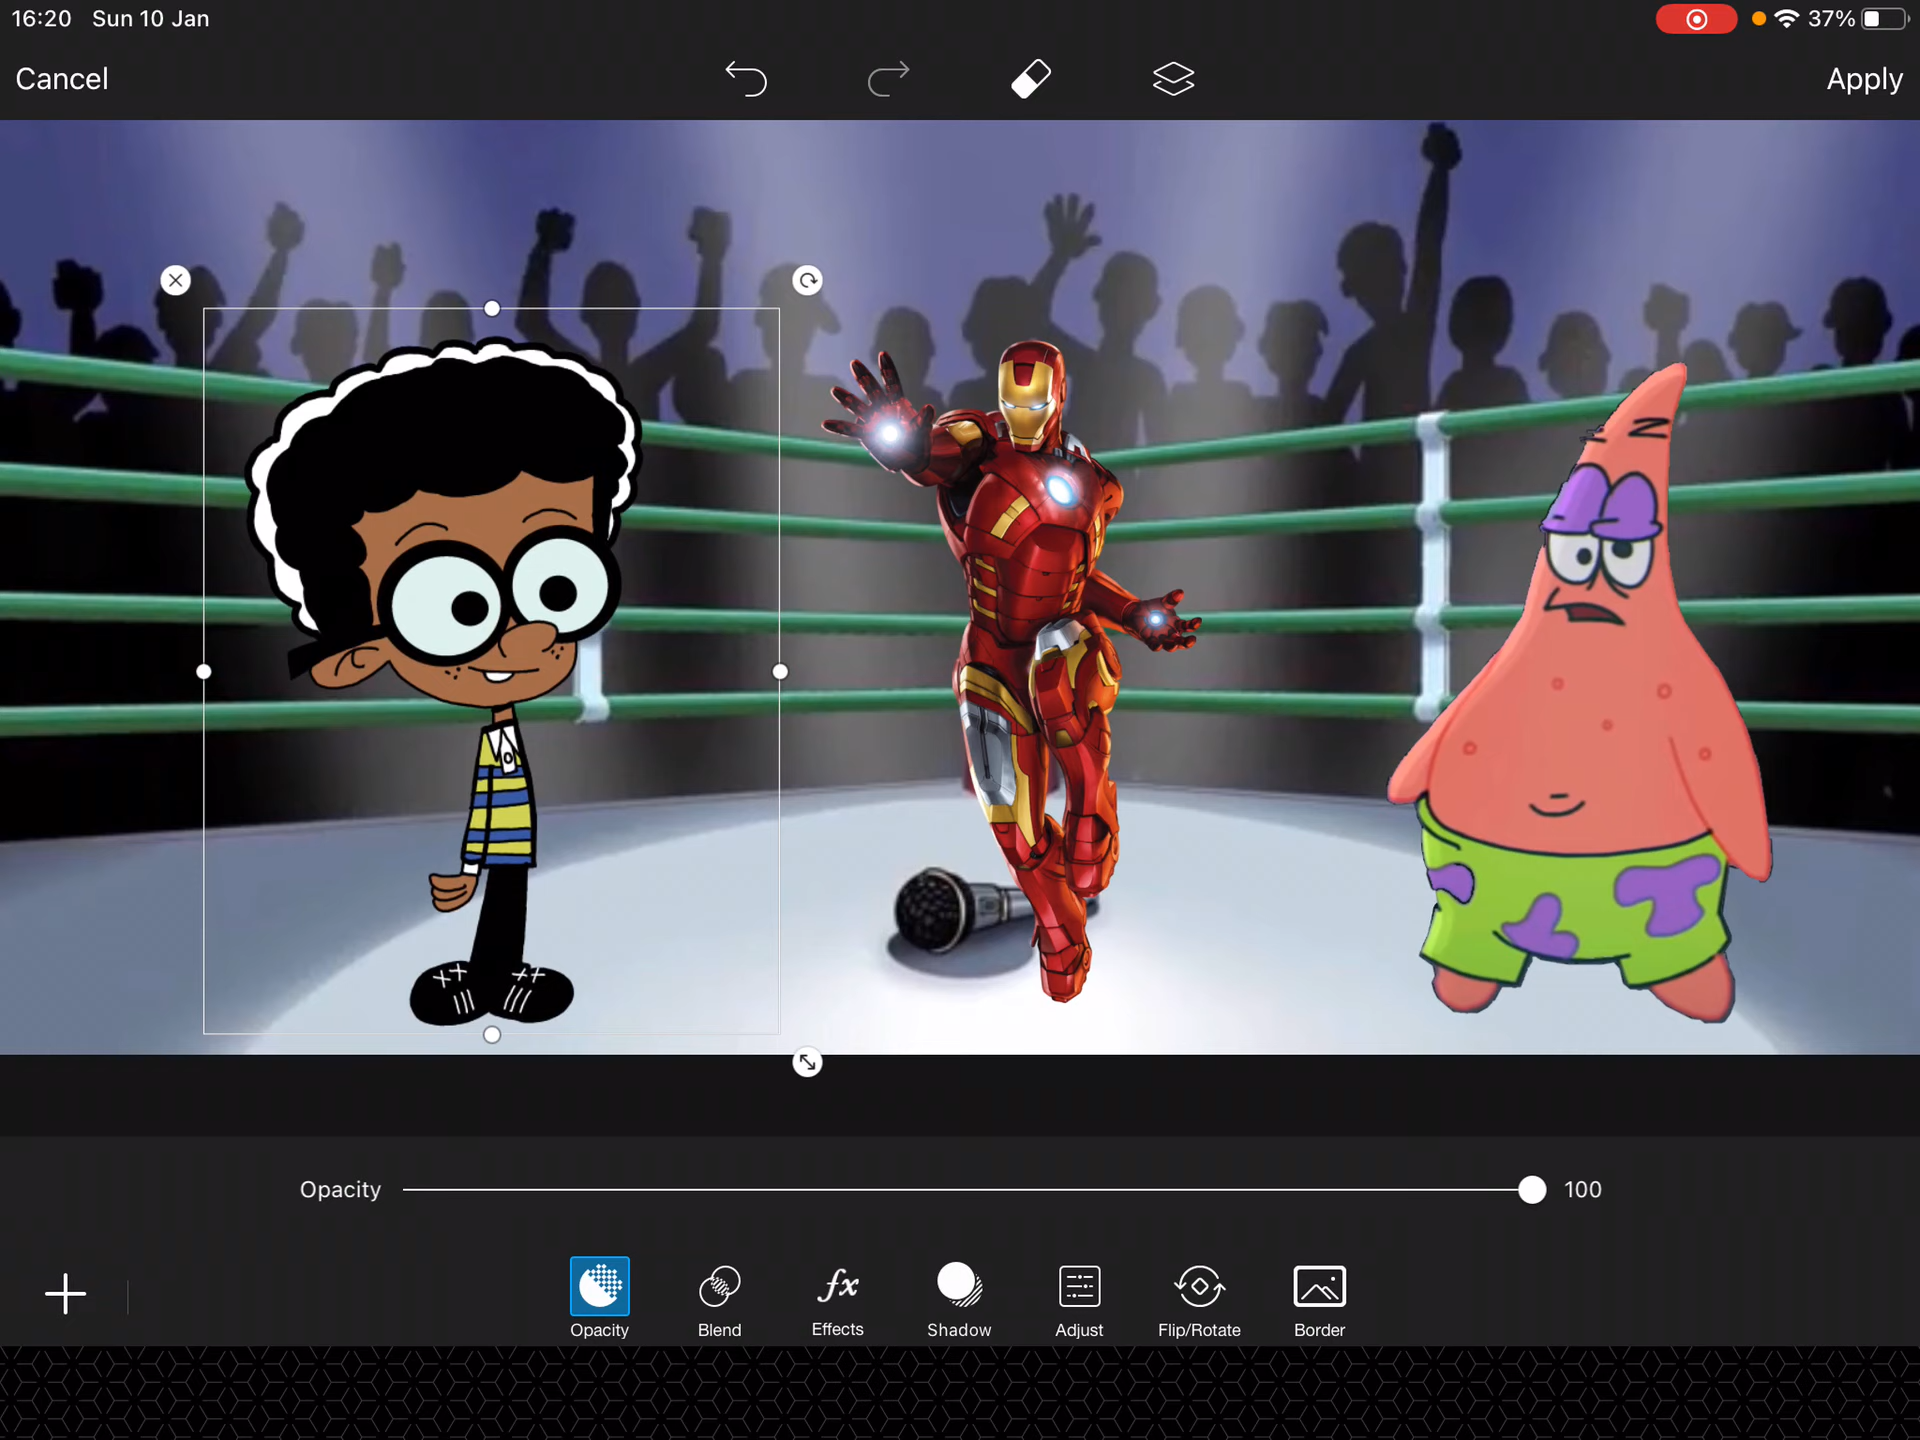 16:20 Sun 10 Jan 37%
Cancel Apply
Opacity 100
Opacity Blend Effects Shadow Adjust Flip/Rotate Border